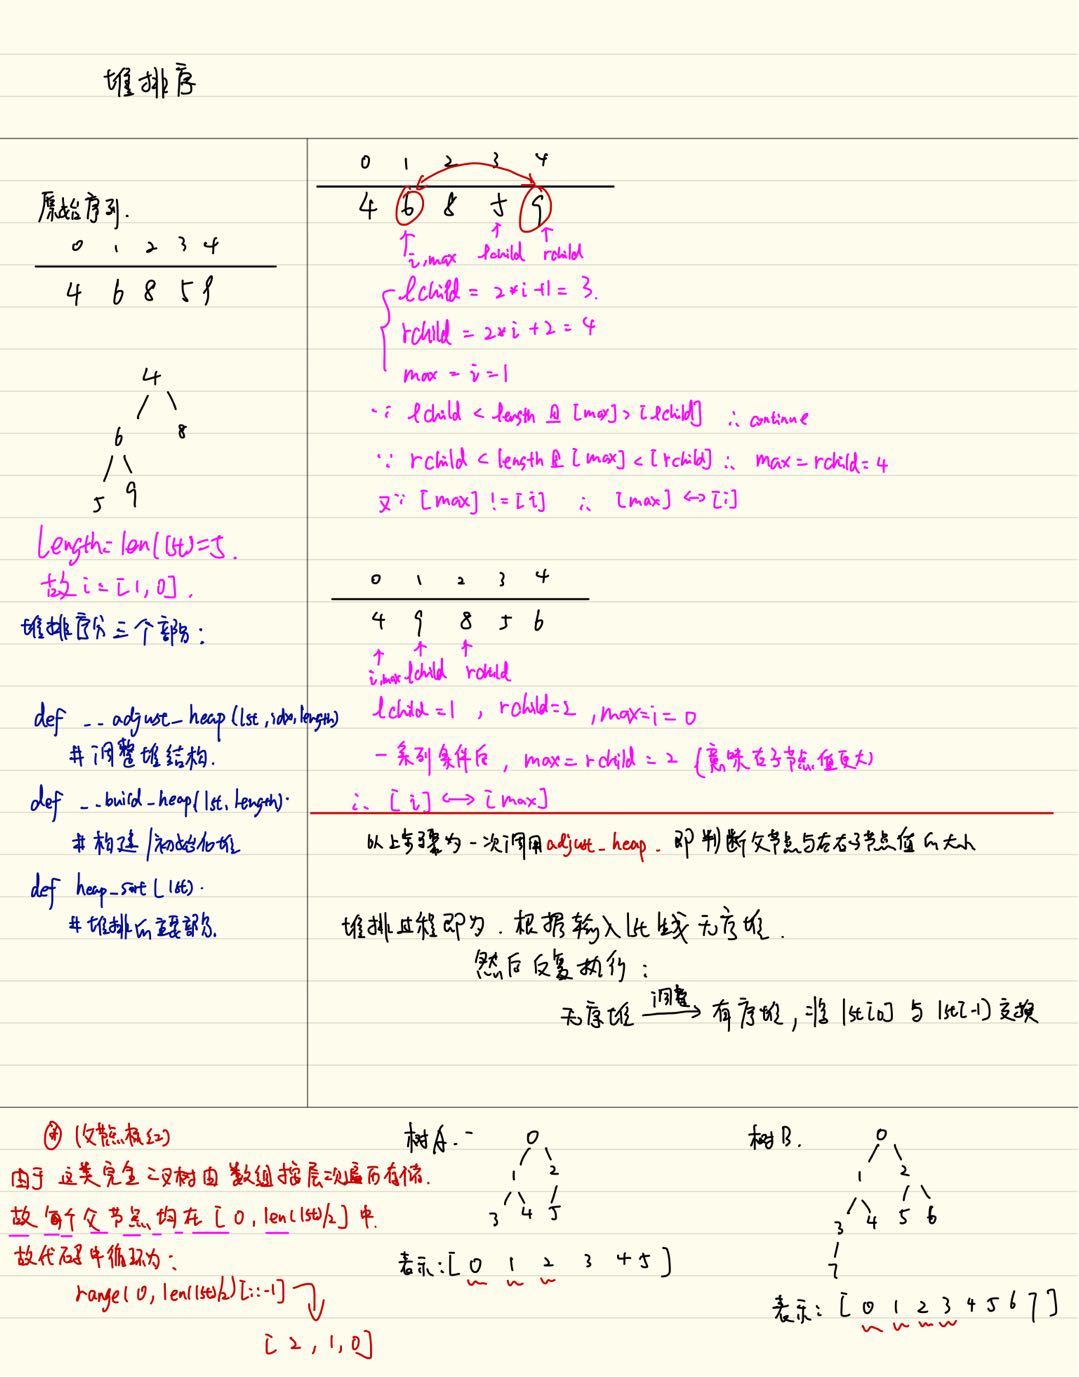 堆排序
原始序列.
0 1 2 3 4
4 6 8 5 9
4
6 8
5 9
Length=len(lst)=5.
故 i=[1,0].
堆排序分三个部分:
def __adjust_heap(lst,idx,length)
# 调整堆结构.
def __build_heap(lst,length).
# 构建/初始化堆
def heap_sort(lst).
# 堆排的主要部分.
0 1 2 3 4
4 6 8 5 9
i,max lchild rchild
lchild = 2*i+1 = 3.
rchild = 2*i+2 = 4
max = i = 1
∵ lchild < length 且 [max]>[lchild] ∴ continue
∵ rchild < length 且 [max]<[rchild] ∴ max=rchild=4
又∵ [max] != [i] ∴ [max] ↔ [i]
0 1 2 3 4
4 9 8 5 6
i,max lchild rchild
lchild=1 , rchild=2 ,max=i=0
一系列条件后, max=rchild=2 (意味右子节点值更大)
∴ [i] ↔ [max]
以上步骤为一次调用adjust_heap. 即判断父节点与左右子节点值的大小
堆排过程即为. 根据输入lst生成无序堆.
然后反复执行:
无序堆 调整→ 有序堆,将 lst[0] 与 lst[-1] 交换
* (父节点标红)
由于这类完全二叉树由数组按层次遍历存储.
故每个父节点均在[0,len(lst)/2]中.
故代码中循环为:
range(0,len(lst)/2)[::-1]
[2,1,0]
树A.
0
1 2
3 4 5
表示:[0 1 2 3 4 5]
树B.
0
1 2
3 4 5 6
7
表示:[0 1 2 3 4 5 6 7]